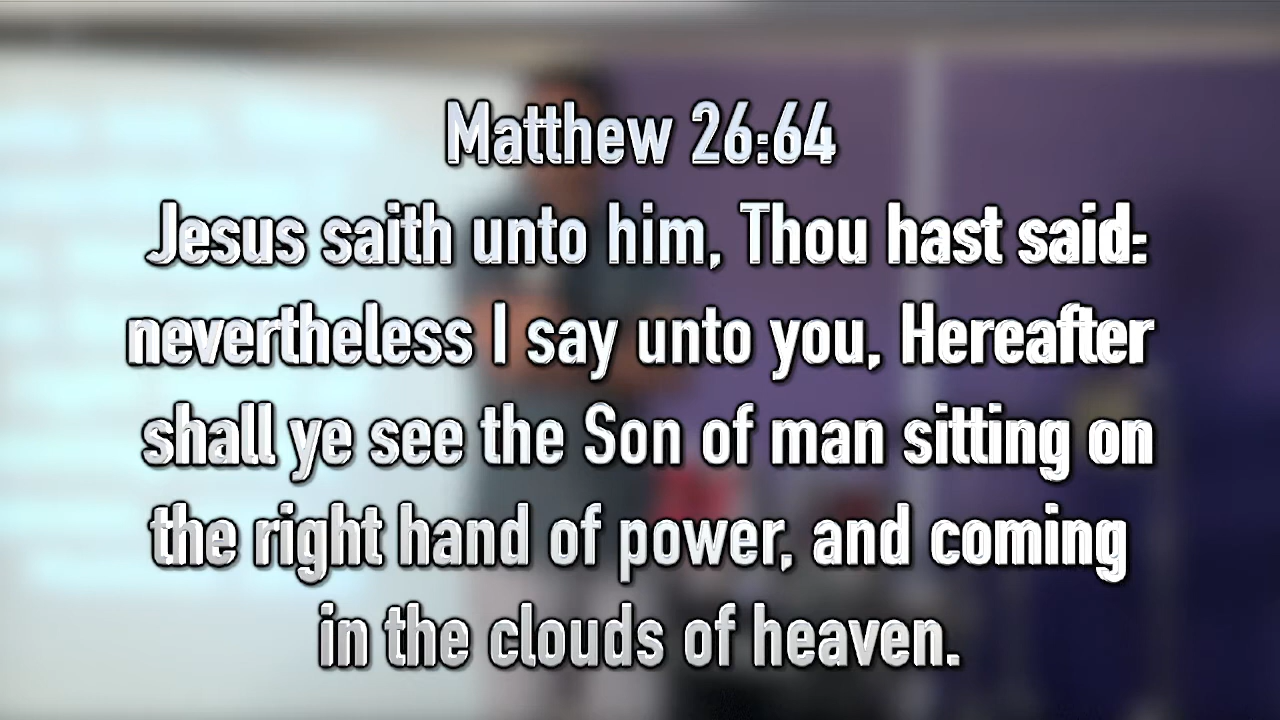 Matthew 26:64
Jesus saith unto him, Thou hast said:
nevertheless I say unto you, Hereafter
shall ye see the Son of man sitting on
the right hand of power, and coming
in the clouds of heaven.